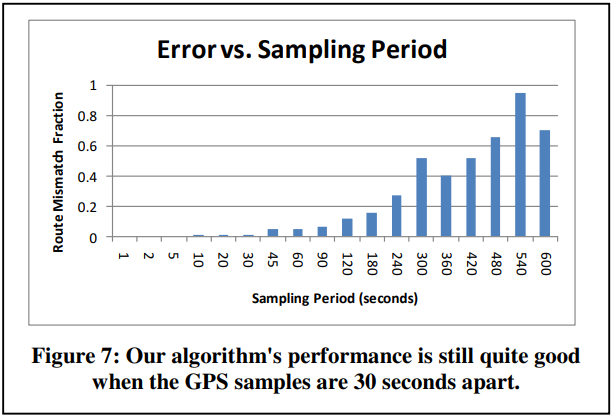 Error vs. Sampling Period
Route Mismatch Fraction
1
0.8
0.6
0.4
0.2
0
1 2 5 10 20 30 45 60 90 120 180 240 300 360 420 480 540 600
Sampling Period (seconds)
Figure 7: Our algorithm's performance is still quite good
when the GPS samples are 30 seconds apart.